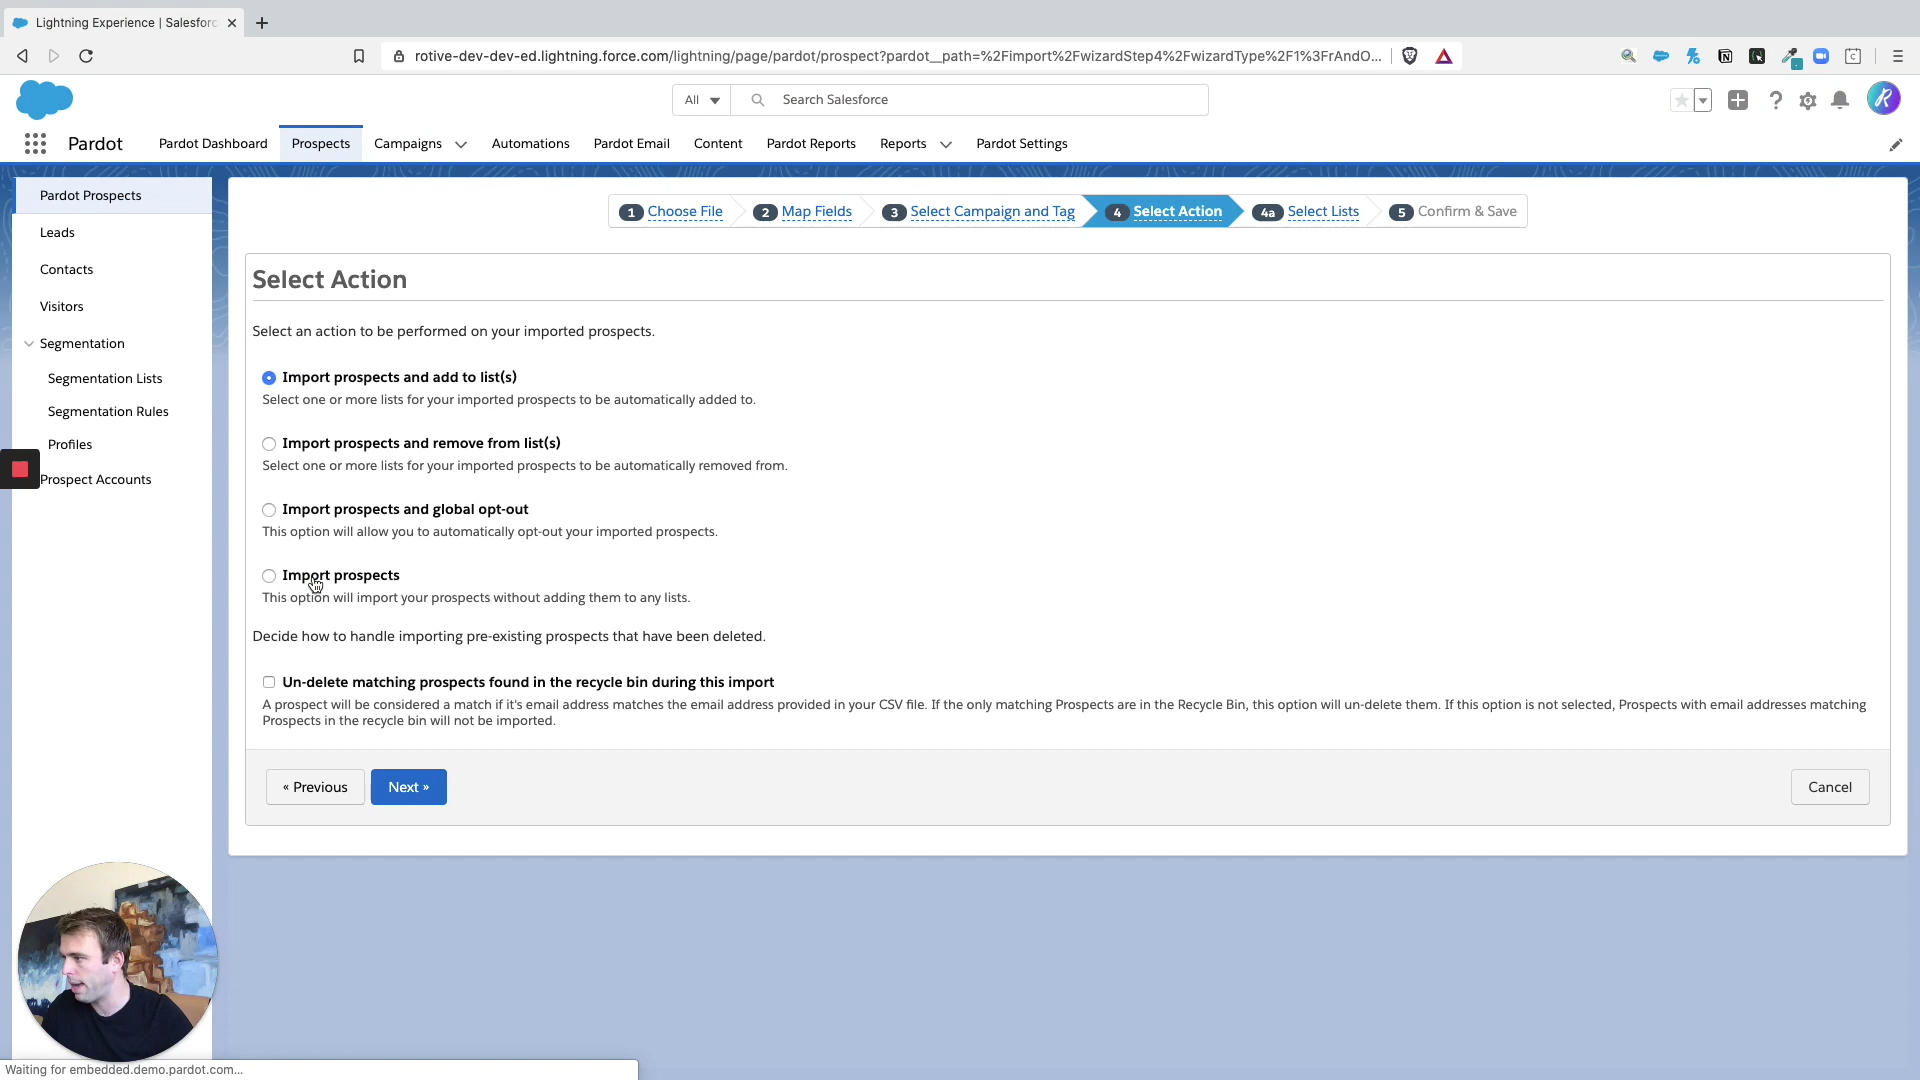 Lightning Experience | Salesforc
rotive-dev-dev-ed.lightning.force.com/lightning/page/pardot/prospect?pardot__path=%2Fimport%2FwizardStep4%2FwizardType%2F1%3FrAndO...
All
Search Salesforce
Pardot
Pardot Dashboard
Prospects
Campaigns
Automations
Pardot Email
Content
Pardot Reports
Reports
Pardot Settings
Pardot Prospects
Leads
Contacts
Visitors
Segmentation
Segmentation Lists
Segmentation Rules
Profiles
Prospect Accounts
1 Choose File
2 Map Fields
3 Select Campaign and Tag
4 Select Action
4a Select Lists
5 Confirm & Save
Select Action
Select an action to be performed on your imported prospects.
Import prospects and add to list(s)
Select one or more lists for your imported prospects to be automatically added to.
Import prospects and remove from list(s)
Select one or more lists for your imported prospects to be automatically removed from.
Import prospects and global opt-out
This option will allow you to automatically opt-out your imported prospects.
Import prospects
This option will import your prospects without adding them to any lists.
Decide how to handle importing pre-existing prospects that have been deleted.
Un-delete matching prospects found in the recycle bin during this import
A prospect will be considered a match if it's email address matches the email address provided in your CSV file. If the only matching Prospects are in the Recycle Bin, this option will un-delete them. If this option is not selected, Prospects with email addresses matching
Prospects in the recycle bin will not be imported.
« Previous
Next »
Cancel
Waiting for embedded.demo.pardot.com...